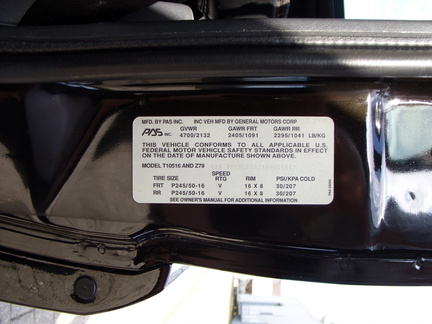 MFD BY PAS INC. INC VEH MFD BY GENERAL MOTORS CORP
PAS INC. GVWR GAWR FRT GAWR RR
4700/2132 2405/1091 2295/1041 LB/KG
THIS VEHICLE CONFORMS TO ALL APPLICABLE U.S.
FEDERAL MOTOR VEHICLE SAFETY STANDARDS IN EFFECT
ON THE DATE OF MANUFACTURE SHOWN ABOVE.
MODEL T10516 AND Z78
TIRE SIZE SPEED RTG RIM PSI/KPA COLD
FRT P245/50-16 V 16 X 8 30/207
RR P245/50-16 V 16 X 8 30/207
SEE OWNER'S MANUAL FOR ADDITIONAL INFORMATION